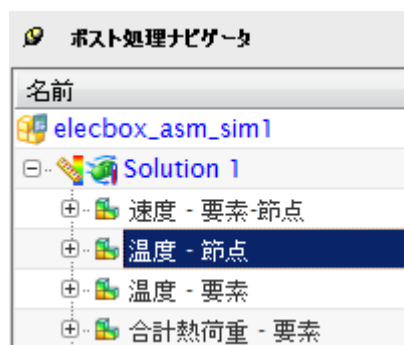 ポスト処理ナビゲータ
名前
elecbox_asm_sim1
Solution 1
速度 - 要素-節点
温度 - 節点
温度 - 要素
合計熱荷重 - 要素